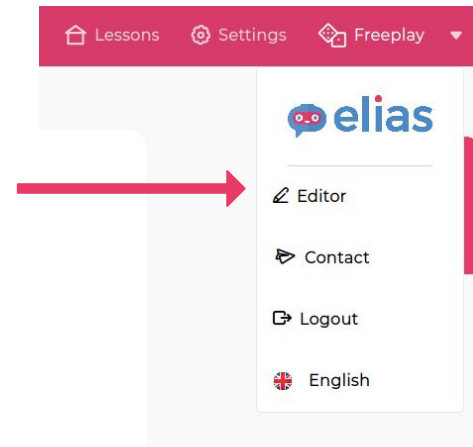 Lessons Settings Freeplay
elias
Editor
Contact
Logout
English